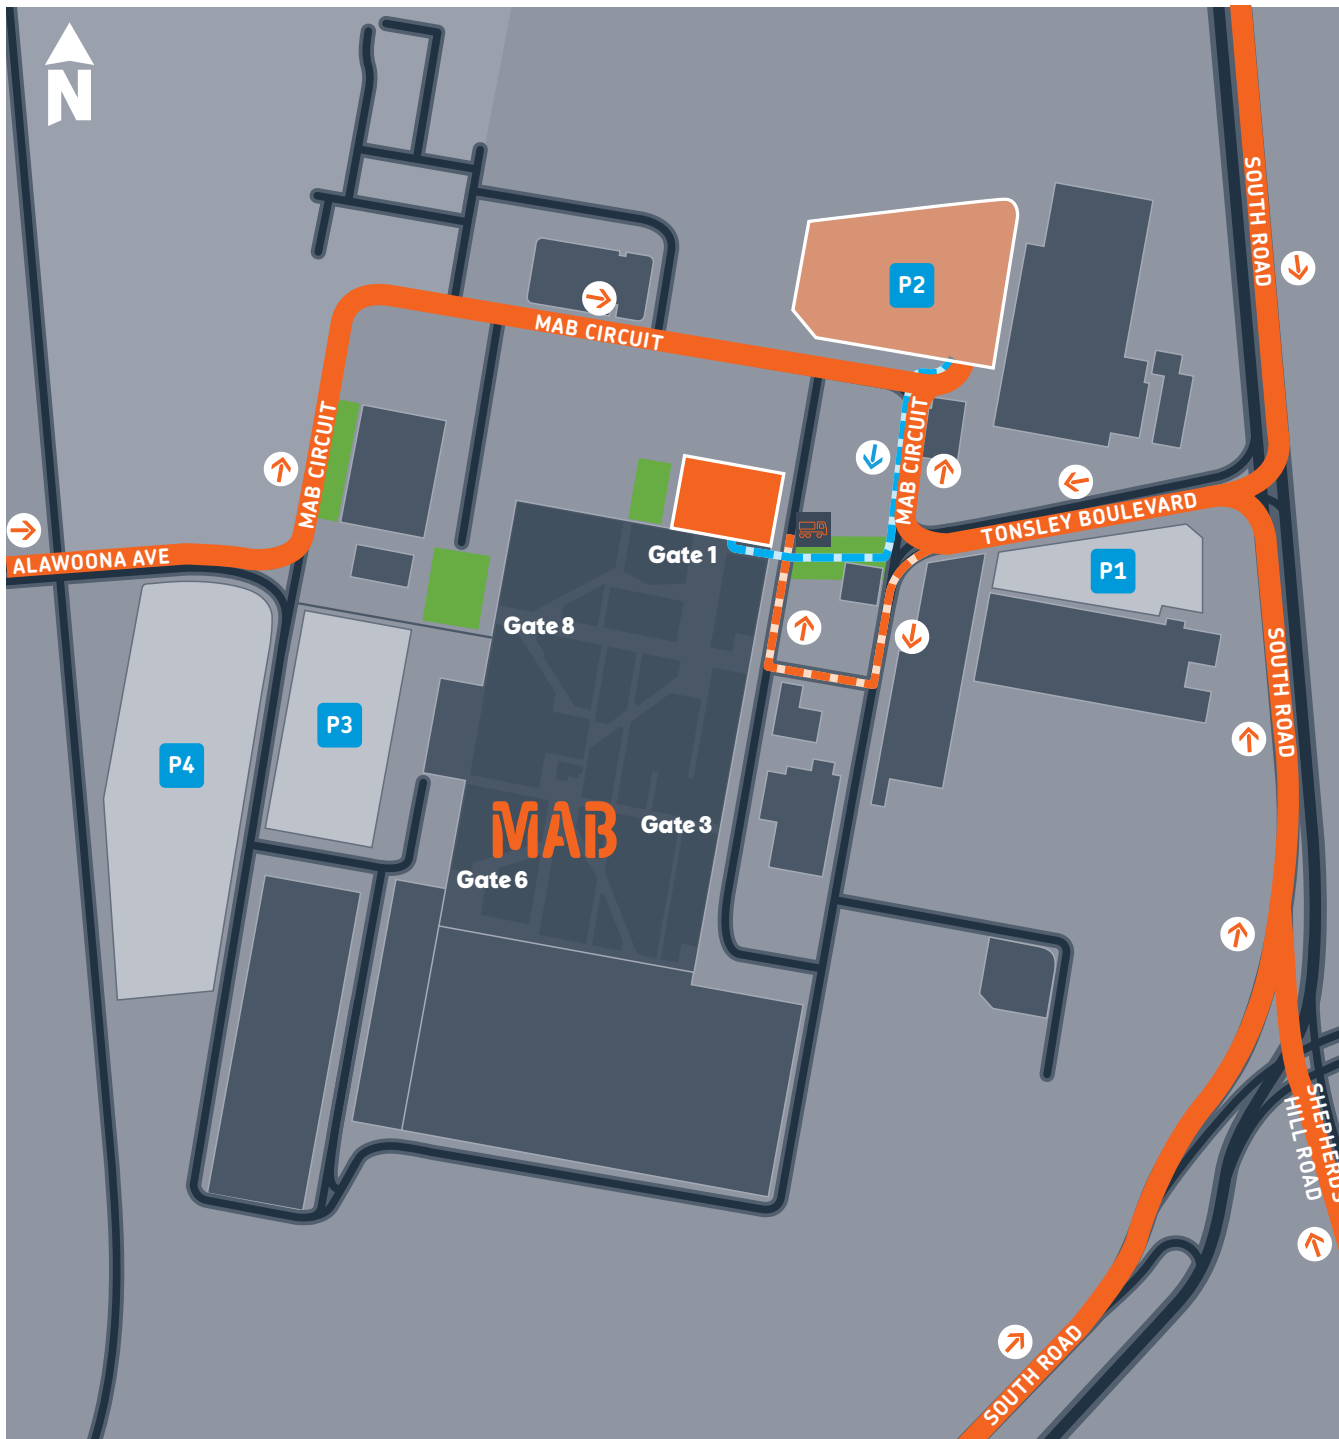 N
SOUTH ROAD
P2
MAB CIRCUIT
MAB CIRCUIT
MAB CIRCUIT
TONSLEY BOULEVARD
ALAWOONA AVE
Gate 1
P1
Gate 8
SOUTH ROAD
P3
P4
MAB
Gate 3
Gate 6
SHEPHERDS
HILL ROAD
SOUTH ROAD